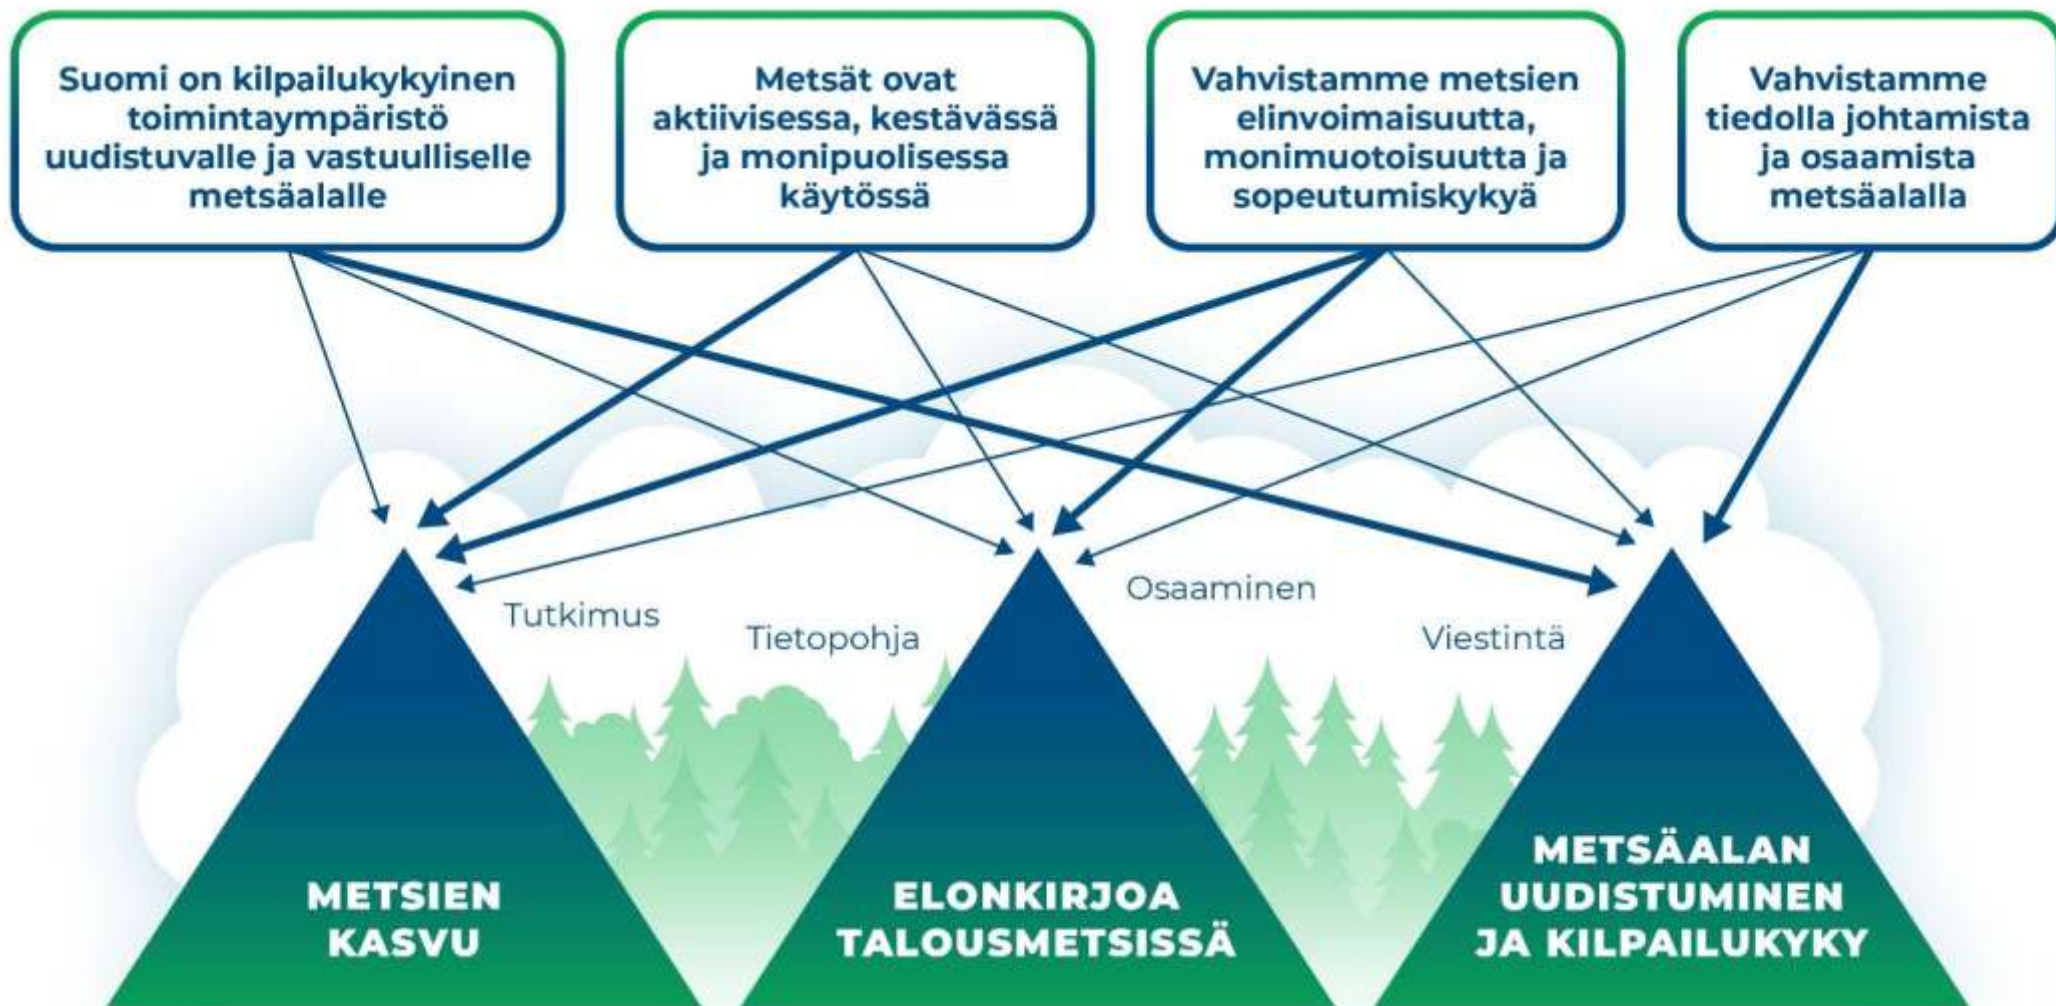 Suomi on kilpailukykyinen
toimintaympäristö
uudistuvalle ja vastuulliselle
metsäalalle
Metsät ovat
aktiivisessa, kestävässä
ja monipuolisessa
käytössä
Vahvistamme metsien
elinvoimaisuutta,
monimuotoisuutta ja
sopeutumiskykyä
Vahvistamme
tiedolla johtamista
ja osaamista
metsäalalla
Tutkimus
Tietopohja
Osaaminen
Viestintä
METSIEN
KASVU
ELONKIRJOA
TALOUSMETSISSÄ
METSÄALAN
UUDISTUMINEN
JA KILPAILUKYKY